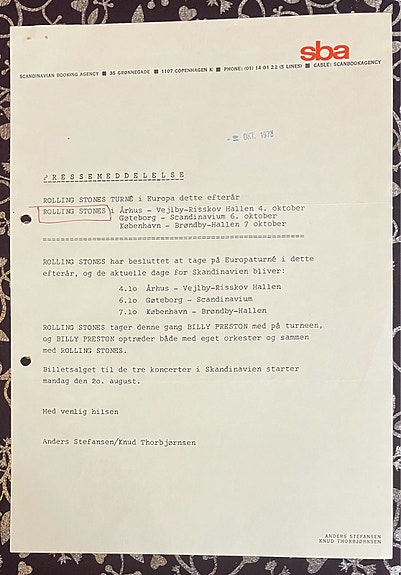 sba
SCANDINAVIAN BOOKING AGENCY ■ 35 GRØNNEGADE ■ 1107 COPENHAGEN K ■ PHONE: (01) 14 01 22 (5 LINES) ■ CABLE: SCANBOOKAGENCY
OKT. 1973
PRESSEMEDDELELSE
ROLLING STONES TURNÉ i Europa dette efterår
ROLLING STONES i Århus - Vejlby-Risskov Hallen 4. oktober
Gøteborg - Scandinavium 6. oktober
København - Brøndby-Hallen 7 oktober
ROLLING STONES har besluttet at tage på Europaturné i dette
efterår, og de aktuelle dage for Skandinavien bliver:
4.1o Århus - Vejlby-Risskov Hallen
6.1o Gøteborg - Scandinavium
7.1o København - Brøndby-Hallen
ROLLING STONES tager denne gang BILLY PRESTON med på turneen,
og BILLY PRESTON optræder både med eget orkester og sammen
med ROLLING STONES.
Billetsalget til de tre koncerter i Skandinavien starter
mandag den 2o. august.
Med venlig hilsen
Anders Stefansen/Knud Thorbjørnsen
ANDERS STEFANSEN
KNUD THORBJØRNSEN